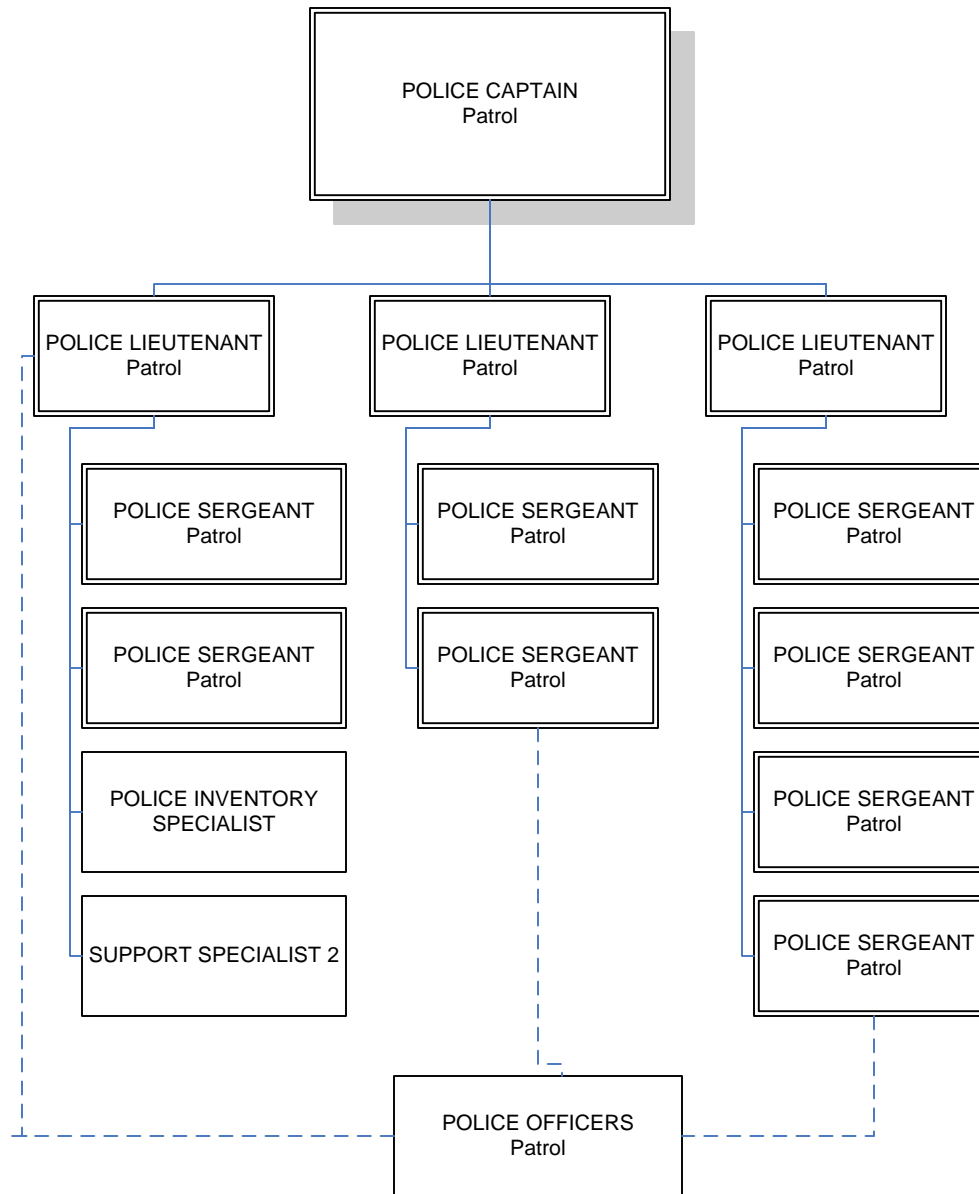 POLICE CAPTAIN
Patrol
POLICE LIEUTENANT
Patrol
POLICE LIEUTENANT
Patrol
POLICE LIEUTENANT
Patrol
POLICE SERGEANT
Patrol
POLICE SERGEANT
Patrol
POLICE SERGEANT
Patrol
POLICE SERGEANT
Patrol
POLICE SERGEANT
Patrol
POLICE SERGEANT
Patrol
POLICE INVENTORY
SPECIALIST
POLICE SERGEANT
Patrol
SUPPORT SPECIALIST 2
POLICE SERGEANT
Patrol
POLICE OFFICERS
Patrol